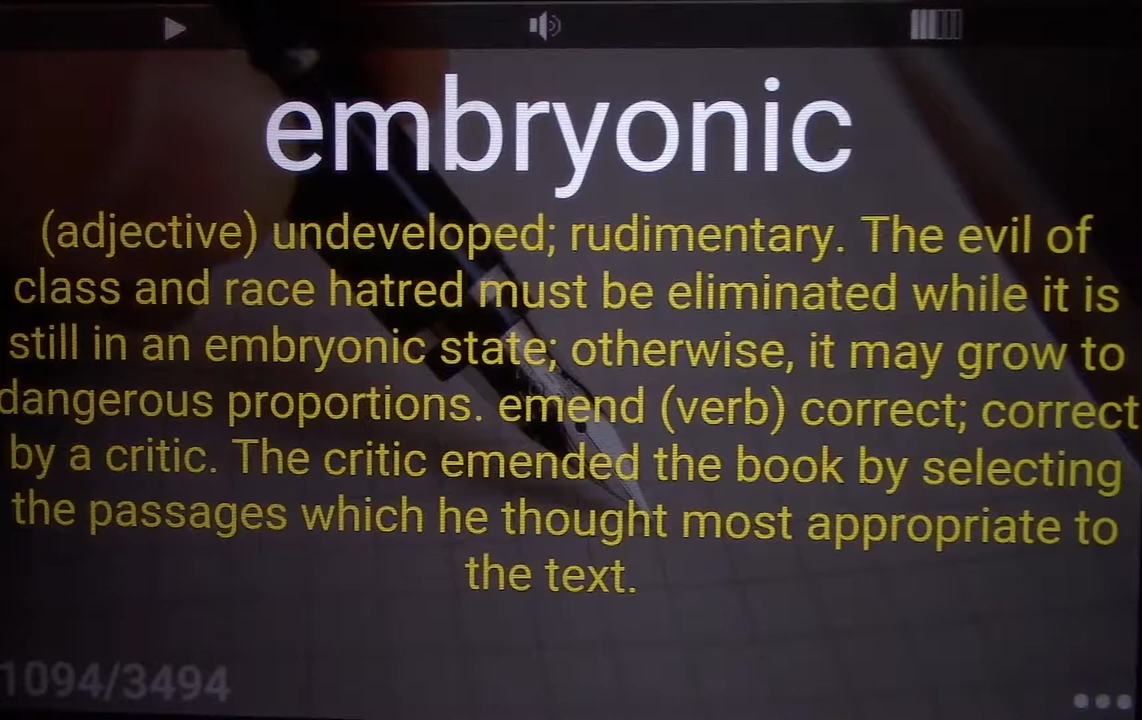 embryonic
(adjective) undeveloped; rudimentary. The evil of
class and race hatred must be eliminated while it is
still in an embryonic state; otherwise, it may grow to
dangerous proportions. emend (verb) correct; correct
by a critic. The critic emended the book by selecting
the passages which he thought most appropriate to
the text.
1094/3494